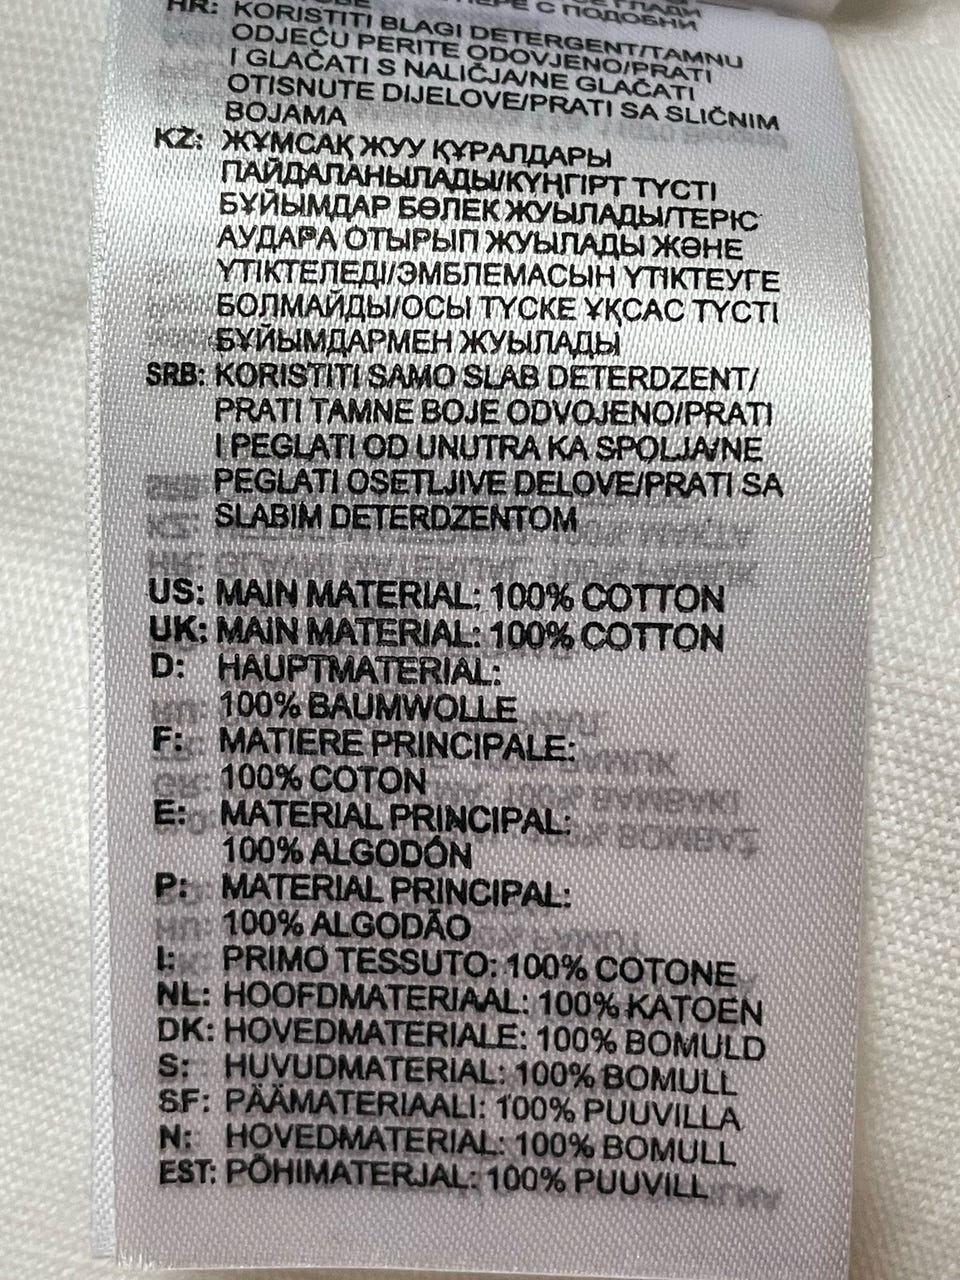 ПЕРЕ С ПОДОБНИ
HR: KORISTITI BLAGI DETERGENT/TAMNU
ODJEĆU PERITE ODOVJENO/PRATI
I GLAČATI S NALIČJA/NE GLAČATI
OTISNUTE DIJELOVE/PRATI SA SLIČNIM
BOJAMA
KZ: ЖҰМСАҚ ЖУУ ҚҰРАЛДАРЫ
ПАЙДАЛАНЫЛАДЫ/КҮҢГІРТ ТҮСТІ
БҰЙЫМДАР БӨЛЕК ЖУЫЛАДЫ/ТЕРІС
АУДАРА ОТЫРЫП ЖУЫЛАДЫ ЖӘНЕ
ҮТІКТЕЛЕДІ/ЭМБЛЕМАСЫН ҮТІКТЕУГЕ
БОЛМАЙДЫ/ОСЫ ТҮСКЕ ҰҚСАС ТҮСТІ
БҰЙЫМДАРМЕН ЖУЫЛАДЫ
SRB: KORISTITI SAMO SLAB DETERDZENT/
PRATI TAMNE BOJE ODVOJENO/PRATI
I PEGLATI OD UNUTRA KA SPOLJA/NE
PEGLATI OSETLJIVE DELOVE/PRATI SA
SLABIM DETERDZENTOM
US: MAIN MATERIAL: 100% COTTON
UK: MAIN MATERIAL: 100% COTTON
D: HAUPTMATERIAL:
100% BAUMWOLLE
F: MATIERE PRINCIPALE:
100% COTON
E: MATERIAL PRINCIPAL:
100% ALGODÓN
P: MATERIAL PRINCIPAL:
100% ALGODÃO
I: PRIMO TESSUTO: 100% COTONE
NL: HOOFDMATERIAAL: 100% KATOEN
DK: HOVEDMATERIALE: 100% BOMULD
S: HUVUDMATERIAL: 100% BOMULL
SF: PÄÄMATERIAALI: 100% PUUVILLA
N: HOVEDMATERIAL: 100% BOMULL
EST: PÕHIMATERJAL: 100% PUUVILL